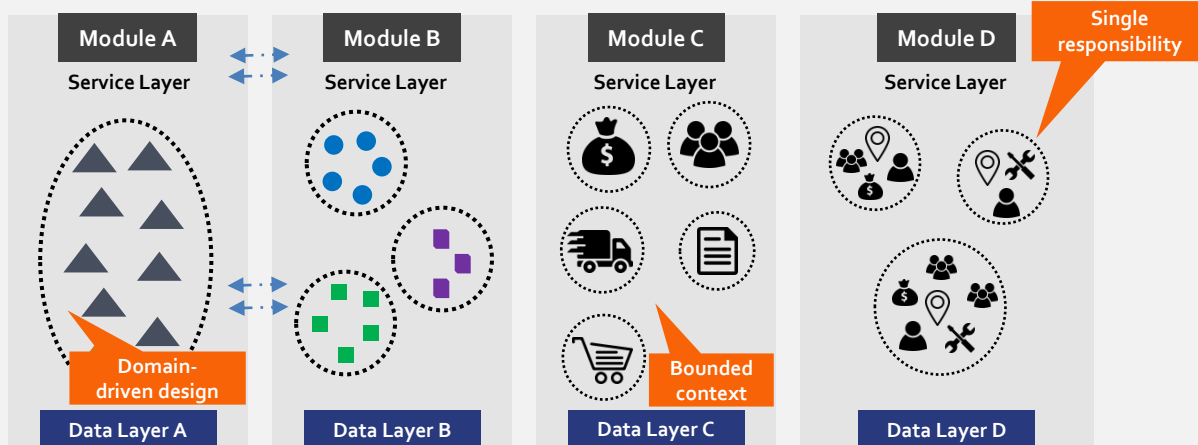 Module A
Service Layer
Domain-
driven design
Data Layer A
Module B
Service Layer
Data Layer B
Module C
Service Layer
$
Bounded
context
Data Layer C
Module D
Service Layer
Single
responsibility
$
$
Data Layer D